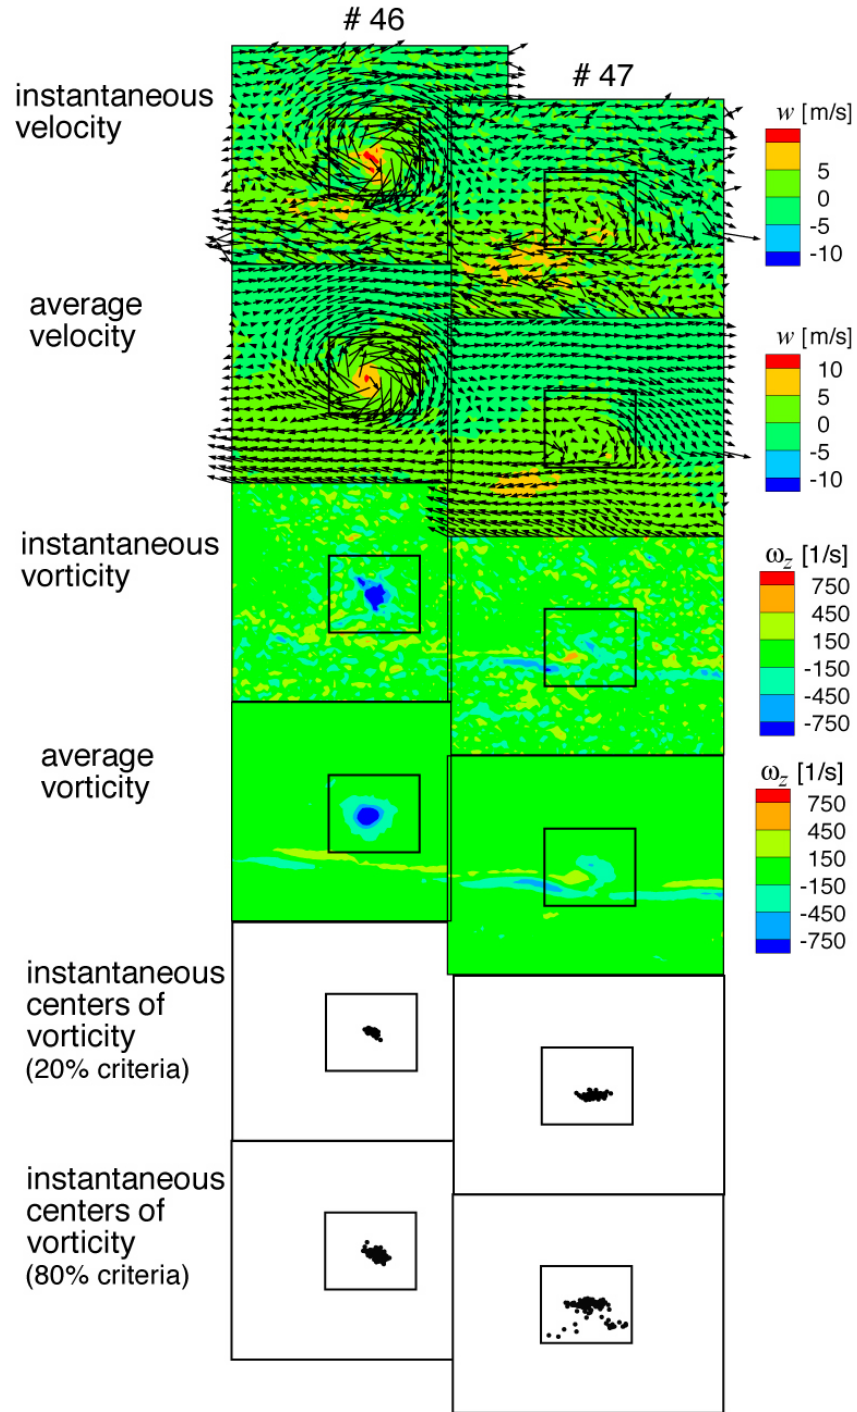 # 46
# 47
instantaneous
velocity
w [m/s]
5
0
-5
-10
average
velocity
w [m/s]
10
5
0
-5
-10
instantaneous
vorticity
ωz [1/s]
750
450
150
-150
-450
-750
average
vorticity
ωz [1/s]
750
450
150
-150
-450
-750
instantaneous
centers of
vorticity
(20% criteria)
instantaneous
centers of
vorticity
(80% criteria)